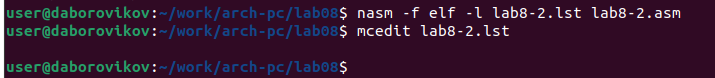 user@daborovikov:~/work/arch-pc/lab08$ nasm -f elf -l lab8-2.lst lab8-2.asm
user@daborovikov:~/work/arch-pc/lab08$ mcedit lab8-2.lst
user@daborovikov:~/work/arch-pc/lab08$